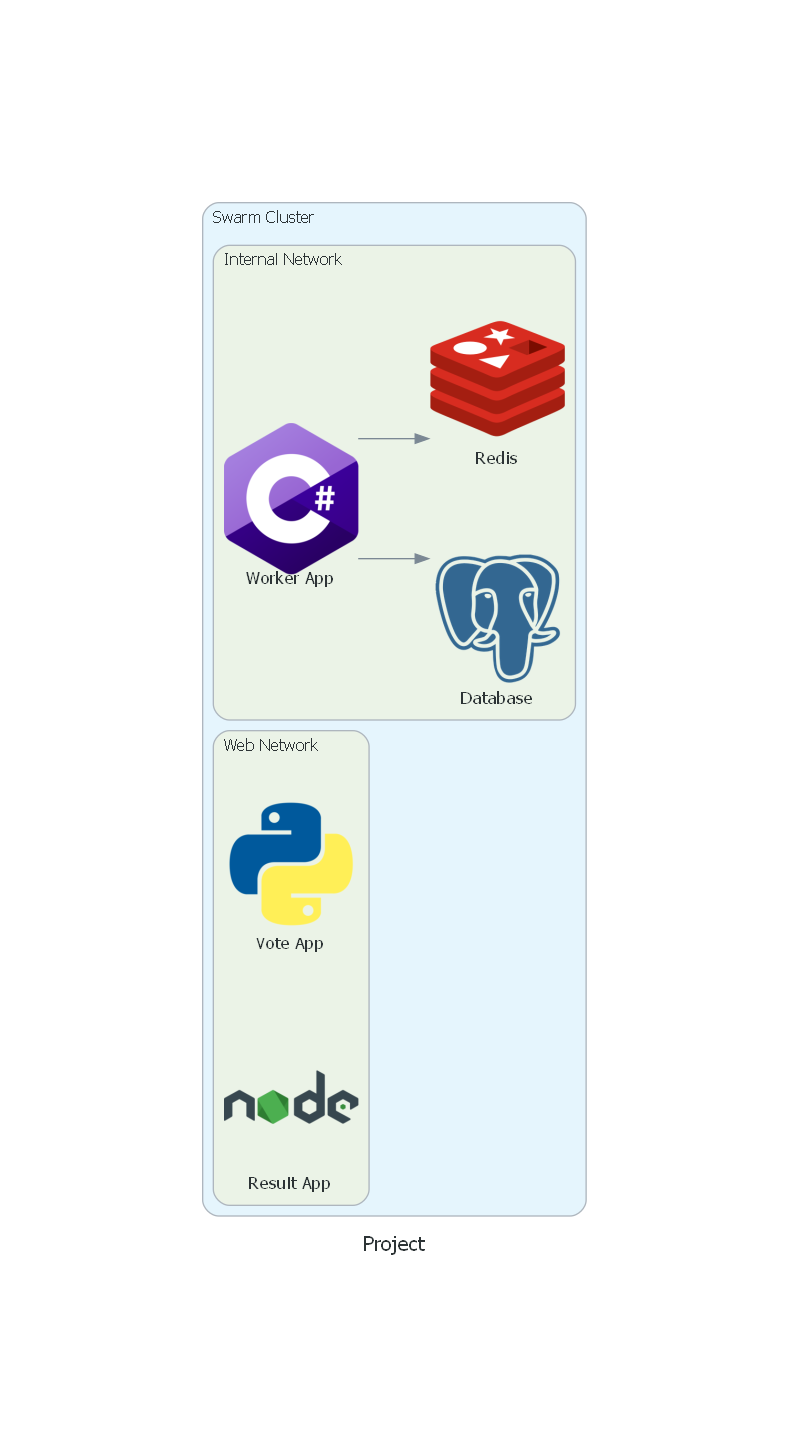 Swarm Cluster
Internal Network
Redis
C#
Worker App
Database
Web Network
Vote App
node
Result App
Project